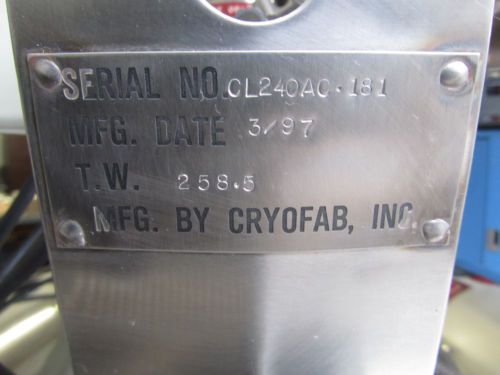 SERIAL NO. CL240AC-181
MFG. DATE 3/97
T.W. 258.5
MFG. BY CRYOFAB, INC.